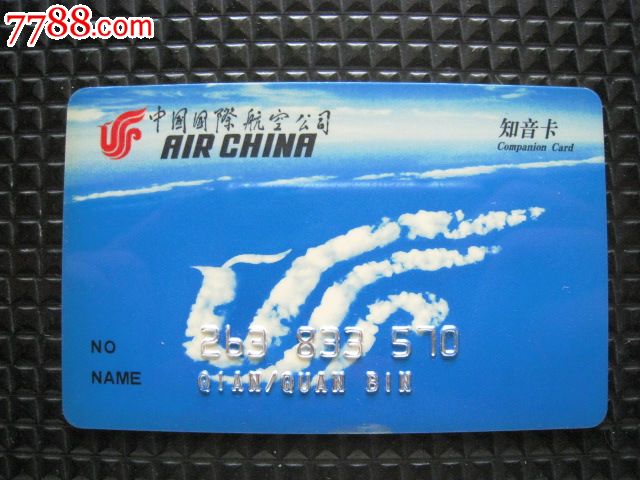 7788.com
中国国際航空公司
AIR CHINA
知音卡
Companion Card
NO 263 833 570
NAME QIAN/QUAN BIN